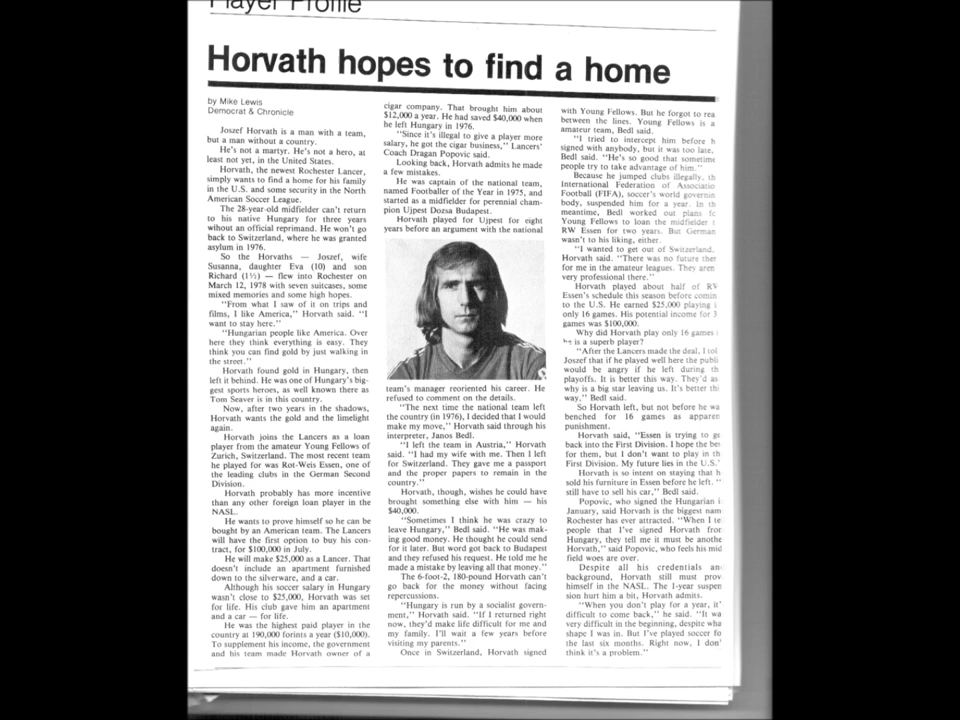 Player Profile
Horvath hopes to find a home
by Mike Lewis
Democrat & Chronicle
Joszef Horvath is a man with a team,
but a man without a country.
He's not a martyr. He's not a hero, at
least not yet, in the United States.
Horvath, the newest Rochester Lancer,
simply wants to find a home for his family
in the U.S. and some security in the North
American Soccer League.
The 28-year-old midfielder can't return
to his native Hungary for three years
wihout an official reprimand. He won't go
back to Switzerland, where he was granted
asylum in 1976.
So the Horvaths — Joszef, wife
Susanna, daughter Eva (10) and son
Richard (1½) — flew into Rochester on
March 12, 1978 with seven suitcases, some
mixed memories and some high hopes.
"From what I saw of it on trips and
films, I like America," Horvath said. "I
want to stay here."
"Hungarian people like America. Over
here they think everything is easy. They
think you can find gold by just walking in
the street."
Horvath found gold in Hungary, then
left it behind. He was one of Hungary's big-
gest sports heroes, as well known there as
Tom Seaver is in this country.
Now, after two years in the shadows,
Horvath wants the gold and the limelight
again.
Horvath joins the Lancers as a loan
player from the amateur Young Fellows of
Zurich, Switzerland. The most recent team
he played for was Rot-Weis Essen, one of
the leading clubs in the German Second
Division.
Horvath probably has more incentive
than any other foreign loan player in the
NASL.
He wants to prove himself so he can be
bought by an American team. The Lancers
will have the first option to buy his con-
tract, for $100,000 in July.
He will make $25,000 as a Lancer. That
doesn't include an apartment furnished
down to the silverware, and a car.
Although his soccer salary in Hungary
wasn't close to $25,000, Horvath was set
for life. His club gave him an apartment
and a car — for life.
He was the highest paid player in the
country at 190,000 forints a year ($10,000).
To supplement his income, the government
and his team made Horvath owner of a
cigar company. That brought him about
$12,000 a year. He had saved $40,000 when
he left Hungary in 1976.
"Since it's illegal to give a player more
salary, he got the cigar business," Lancers'
Coach Dragan Popovic said.
Looking back, Horvath admits he made
a few mistakes.
He was captain of the national team,
named Footballer of the Year in 1975, and
started as a midfielder for perennial cham-
pion Ujpest Dozsa Budapest.
Horvath played for Ujpest for eight
years before an argument with the national
team's manager reoriented his career. He
refused to comment on the details.
"The next time the national team left
the country (in 1976), I decided that I would
make my move," Horvath said through his
interpreter, Janos Bedl.
"I left the team in Austria," Horvath
said. "I had my wife with me. Then I left
for Switzerland. They gave me a passport
and the proper papers to remain in the
country."
Horvath, though, wishes he could have
brought something else with him — his
$40,000.
"Sometimes I think he was crazy to
leave Hungary," Bedl said. "He was mak-
ing good money. He thought he could send
for it later. But word got back to Budapest
and they refused his request. He told me he
made a mistake by leaving all that money."
The 6-foot-2, 180-pound Horvath can't
go back for the money without facing
repercussions.
"Hungary is run by a socialist govern-
ment," Horvath said. "If I returned right
now, they'd make life difficult for me and
my family. I'll wait a few years before
visiting my parents."
Once in Switzerland, Horvath signed
with Young Fellows. But he forgot to rea
between the lines. Young Fellows is a
amateur team, Bedl said.
"I tried to intercept him before h
signed with anybody, but it was too late,
Bedl said. "He's so good that sometime
people try to take advantage of him."
Because he jumped clubs illegally, th
International Federation of Associatio
Football (FIFA), soccer's world governin
body, suspended him for a year. In th
meantime, Bedl worked out plans fo
Young Fellows to loan the midfielder t
RW Essen for two years. But German
wasn't to his liking, either.
"I wanted to get out of Switzerland,
Horvath said. "There was no future ther
for me in the amateur leagues. They aren
very professional there."
Horvath played about half of RW
Essen's schedule this season before comin
to the U.S. He earned $25,000 playing i
only 16 games. His potential income for 3
games was $100,000.
Why did Horvath play only 16 games i
he is a superb player?
"After the Lancers made the deal, I tol
Joszef that if he played well here the publi
would be angry if he left during th
playoffs. It is better this way. They'd as
why is a big star leaving us. It's better thi
way," Bedl said.
So Horvath left, but not before he wa
benched for 16 games as apparen
punishment.
Horvath said, "Essen is trying to ge
back into the First Division. I hope the bes
for them, but I don't want to play in th
First Division. My future lies in the U.S."
Horvath is so intent on staying that h
sold his furniture in Essen before he left. "
still have to sell his car," Bedl said.
Popovic, who signed the Hungarian i
January, said Horvath is the biggest nam
Rochester has ever attracted. "When I te
people that I've signed Horvath from
Hungary, they tell me it must be anothe
Horvath," said Popovic, who feels his mid
field woes are over.
Despite all his credentials an
background, Horvath still must prov
himself in the NASL. The 1-year suspen
sion hurt him a bit, Horvath admits.
"When you don't play for a year, it'
difficult to come back," he said. "It wa
very difficult in the beginning, despite wha
shape I was in. But I've played soccer fo
the last six months. Right now, I don'
think it's a problem."